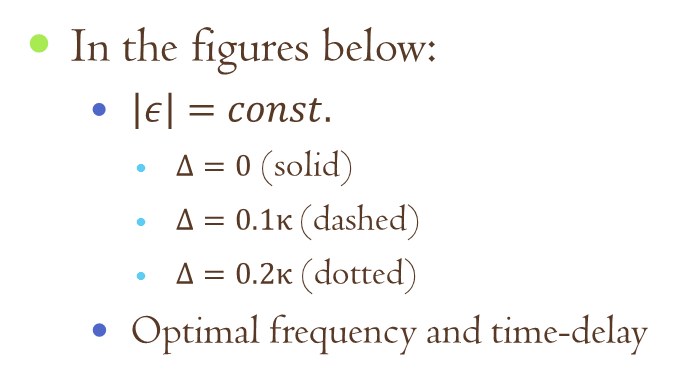 In the figures below:
|ϵ| = const.
Δ = 0 (solid)
Δ = 0.1κ (dashed)
Δ = 0.2κ (dotted)
Optimal frequency and time-delay